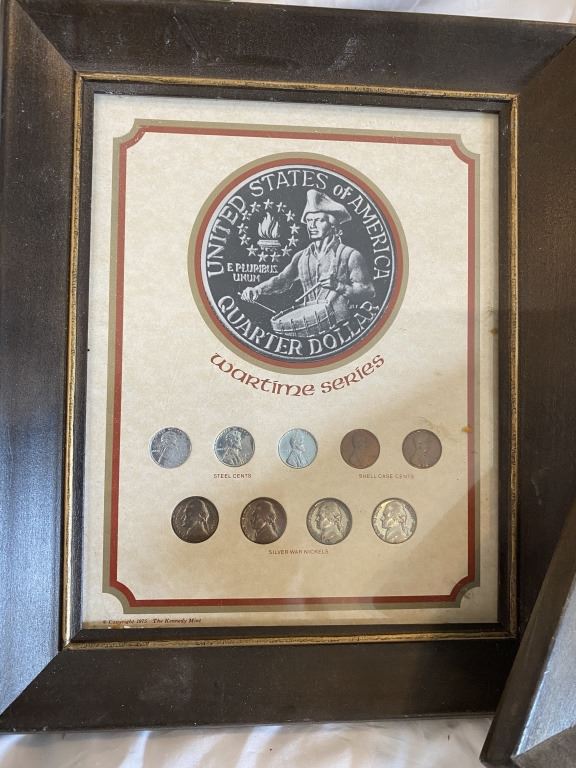 UNITED STATES OF AMERICA
E PLURIBUS
UNUM
QUARTER DOLLAR
Wartime Series
STEEL CENTS
SHELL CASE CENTS
SILVER WAR NICKELS
© Copyright 1975 - The Kennedy Mint